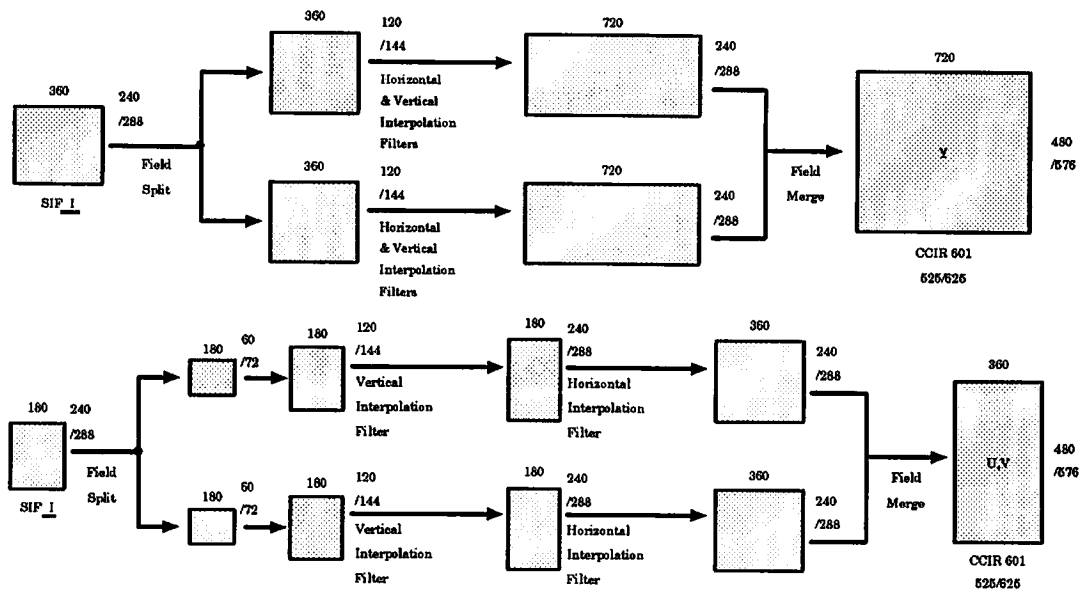 360
240
/288
SIF_I
Field
Split
360
120
/144
Horizontal
& Vertical
Interpolation
Filters
720
240
/288
360
120
/144
Horizontal
& Vertical
Interpolation
Filters
720
240
/288
Field
Merge
720
Y
480
/576
CCIR 601
525/625
180
240
/288
SIF_I
Field
Split
180
60
/72
180
120
/144
Vertical
Interpolation
Filter
180
240
/288
Horizontal
Interpolation
Filter
360
240
/288
180
60
/72
180
120
/144
Vertical
Interpolation
Filter
180
240
/288
Horizontal
Interpolation
Filter
360
240
/288
Field
Merge
360
U,V
480
/576
CCIR 601
525/625